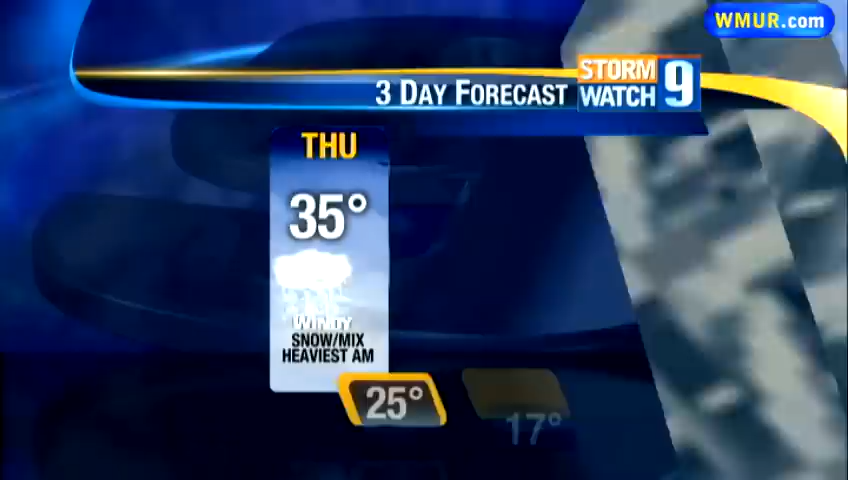 WMUR.com
3 DAY FORECAST
STORM
WATCH 9
THU
35°
WINDY
SNOW/MIX
HEAVIEST AM
25°
17°